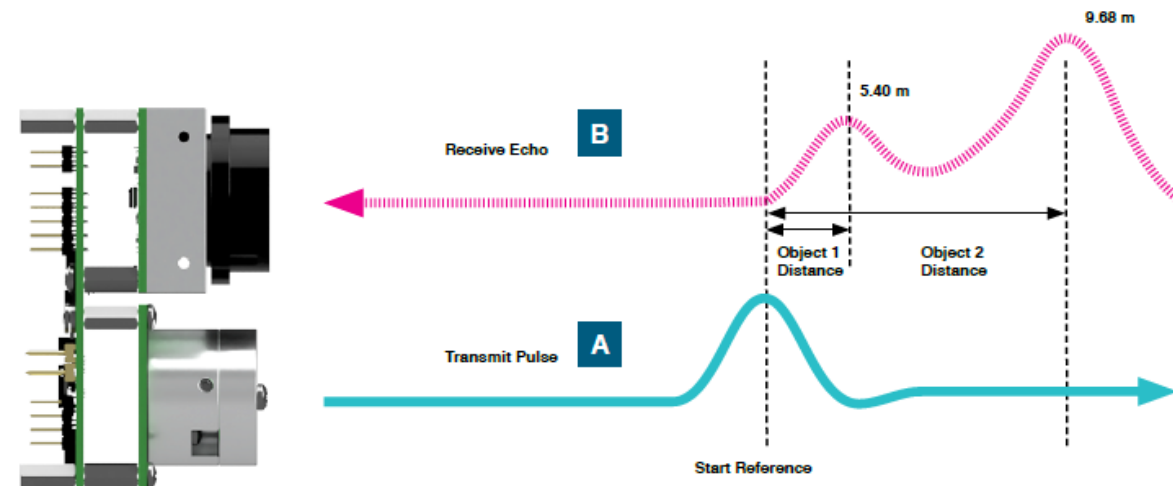 9.68 m
5.40 m
B
Receive Echo
Object 1
Distance
Object 2
Distance
A
Transmit Pulse
Start Reference